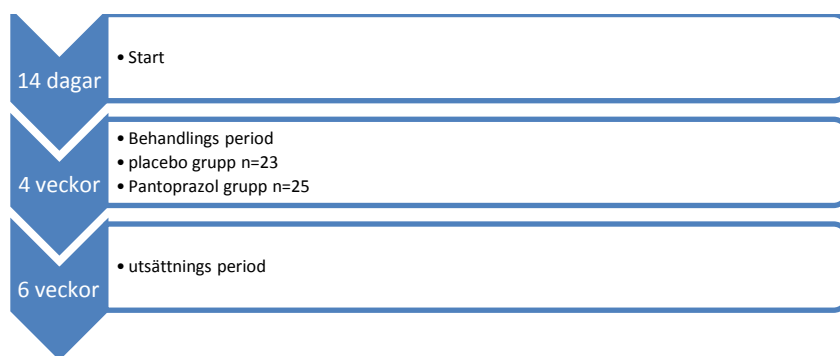 14 dagar
• Start
4 veckor
• Behandlings period
• placebo grupp n=23
• Pantoprazol grupp n=25
6 veckor
• utsättnings period